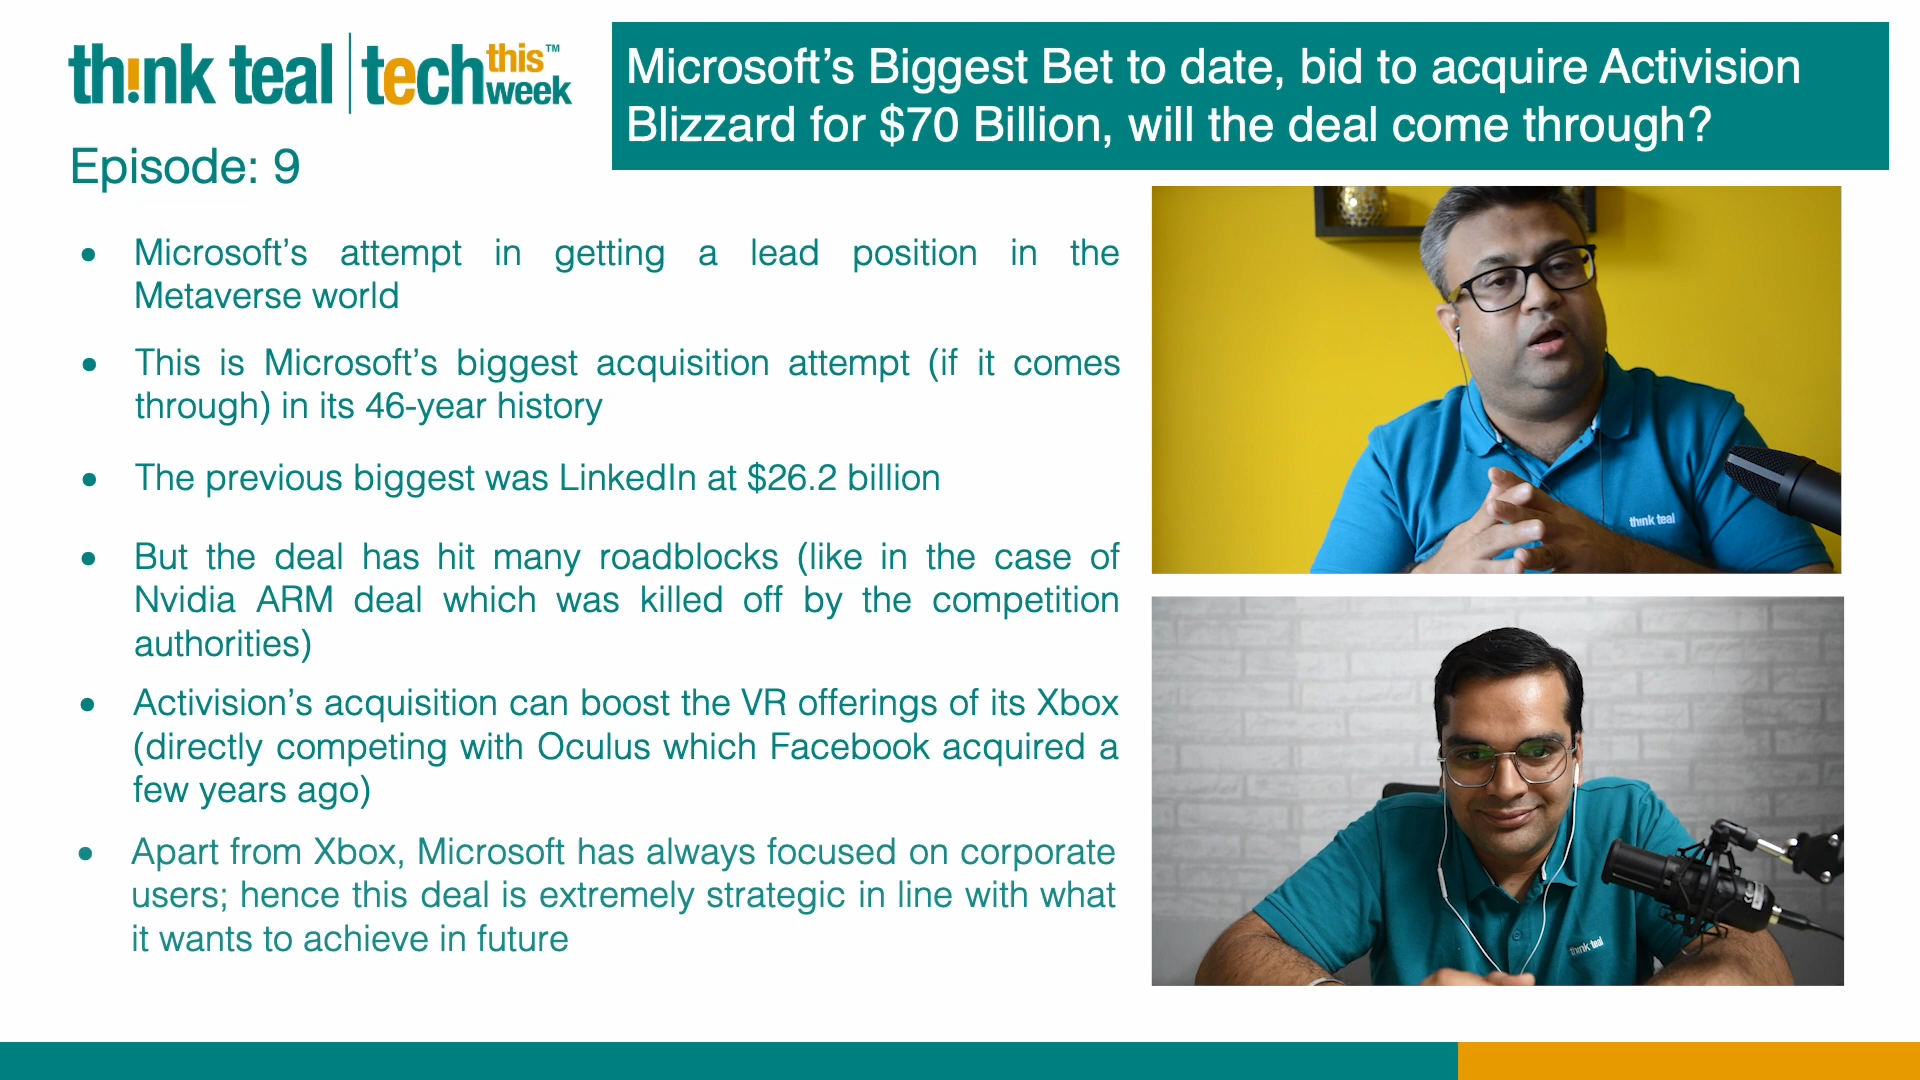 think teal | tech this™ week
Episode: 9
Microsoft’s Biggest Bet to date, bid to acquire Activision
Blizzard for $70 Billion, will the deal come through?
• Microsoft’s attempt in getting a lead position in the
Metaverse world
• This is Microsoft’s biggest acquisition attempt (if it comes
through) in its 46-year history
• The previous biggest was LinkedIn at $26.2 billion
• But the deal has hit many roadblocks (like in the case of
Nvidia ARM deal which was killed off by the competition
authorities)
• Activision’s acquisition can boost the VR offerings of its Xbox
(directly competing with Oculus which Facebook acquired a
few years ago)
• Apart from Xbox, Microsoft has always focused on corporate
users; hence this deal is extremely strategic in line with what
it wants to achieve in future
think teal
think teal